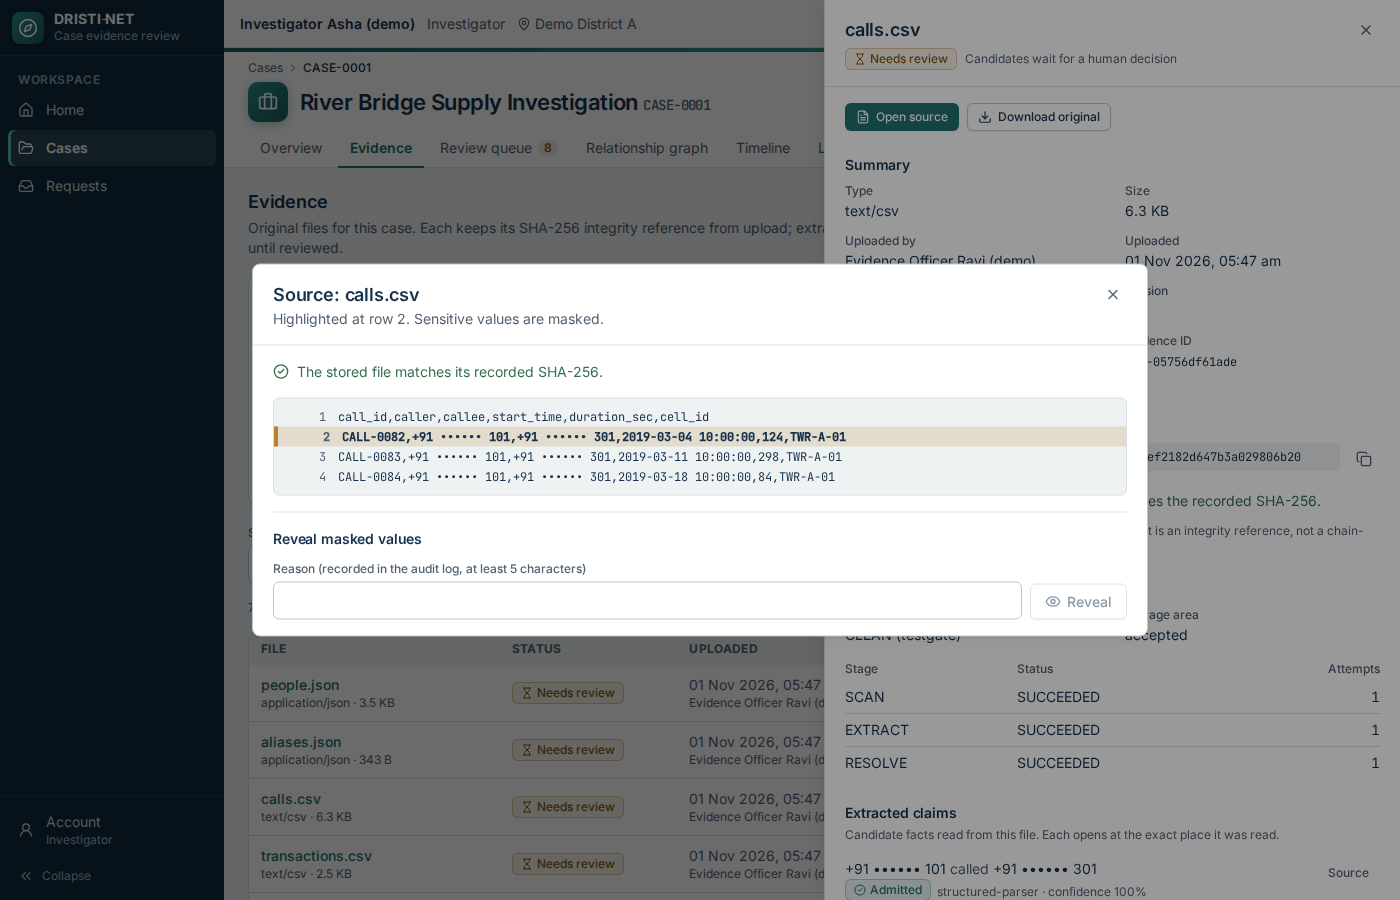 DRISTI-NET
Case evidence review
WORKSPACE
Home
Cases
Requests
Account
Investigator
Collapse
Investigator Asha (demo) Investigator Demo District A
Cases > CASE-0001
River Bridge Supply Investigation CASE-0001
Overview Evidence Review queue 8 Relationship graph Timeline
Evidence
Original files for this case. Each keeps its SHA-256 integrity reference from upload;
until reviewed.
FILE STATUS UPLOADED
people.json Needs review 01 Nov 2026, 05:47
application/json · 3.5 KB Evidence Officer Ravi
aliases.json Needs review 01 Nov 2026, 05:47
application/json · 343 B Evidence Officer Ravi
calls.csv Needs review 01 Nov 2026, 05:47
text/csv · 6.3 KB Evidence Officer Ravi
transactions.csv Needs review 01 Nov 2026, 05:47
text/csv · 2.5 KB Evidence Officer Ravi
Source: calls.csv
Highlighted at row 2. Sensitive values are masked.
The stored file matches its recorded SHA-256.
1 call_id,caller,callee,start_time,duration_sec,cell_id
2 CALL-0082,+91 •••••• 101,+91 •••••• 301,2019-03-04 10:00:00,124,TWR-A-01
3 CALL-0083,+91 •••••• 101,+91 •••••• 301,2019-03-11 10:00:00,298,TWR-A-01
4 CALL-0084,+91 •••••• 101,+91 •••••• 301,2019-03-18 10:00:00,84,TWR-A-01
Reveal masked values
Reason (recorded in the audit log, at least 5 characters)
Reveal
calls.csv
Needs review Candidates wait for a human decision
Open source Download original
Summary
Type Size
text/csv 6.3 KB
Uploaded by Uploaded
Evidence Officer Ravi (demo) 01 Nov 2026, 05:47 am
-05756df61ade
ef2182d647b3a029806b20
the recorded SHA-256.
is an integrity reference, not a chain-
area
CLEAN (testgate) accepted
Stage Status Attempts
SCAN SUCCEEDED 1
EXTRACT SUCCEEDED 1
RESOLVE SUCCEEDED 1
Extracted claims
Candidate facts read from this file. Each opens at the exact place it was read.
+91 •••••• 101 called +91 •••••• 301 Source
Admitted structured-parser · confidence 100%